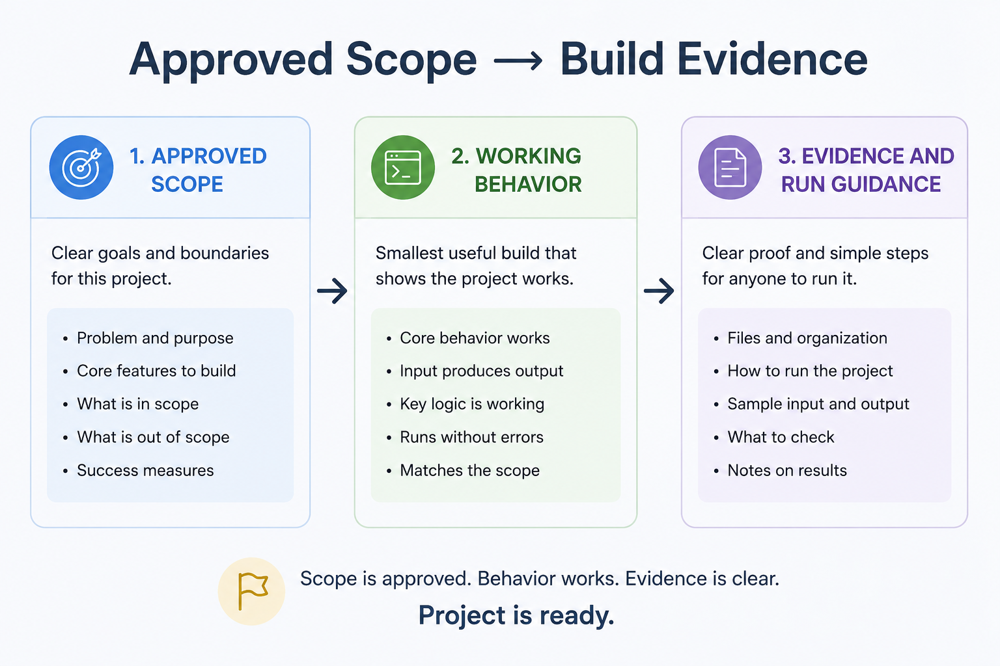 Approved Scope → Build Evidence
1. APPROVED
SCOPE
Clear goals and boundaries
for this project.
• Problem and purpose
• Core features to build
• What is in scope
• What is out of scope
• Success measures
2. WORKING
BEHAVIOR
Smallest useful build that
shows the project works.
• Core behavior works
• Input produces output
• Key logic is working
• Runs without errors
• Matches the scope
3. EVIDENCE AND
RUN GUIDANCE
Clear proof and simple steps
for anyone to run it.
• Files and organization
• How to run the project
• Sample input and output
• What to check
• Notes on results
Scope is approved. Behavior works. Evidence is clear.
Project is ready.